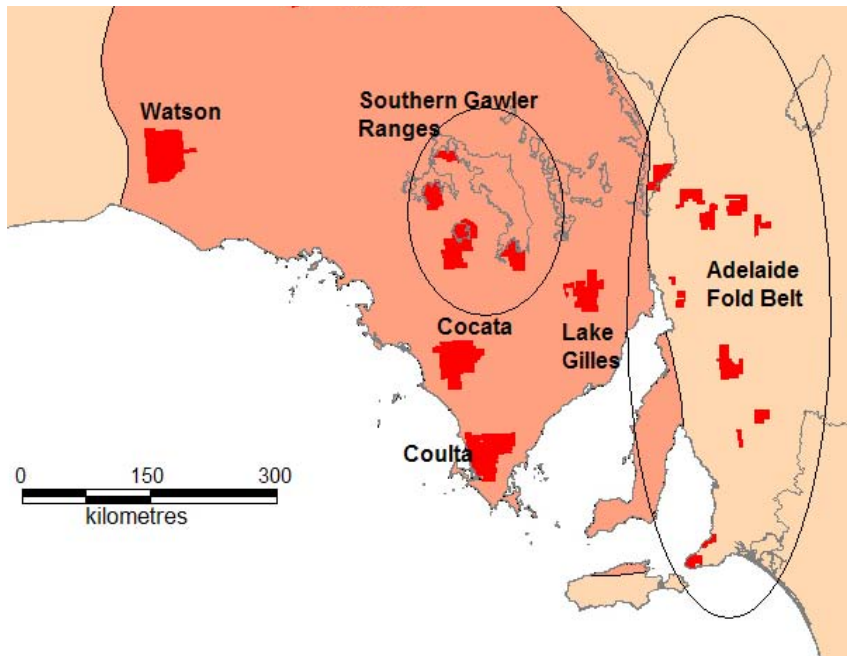 Southern Gawler
Ranges
Watson
Adelaide
Fold Belt
Cocata
Lake
Gilles
Coulta
0 150 300
kilometres